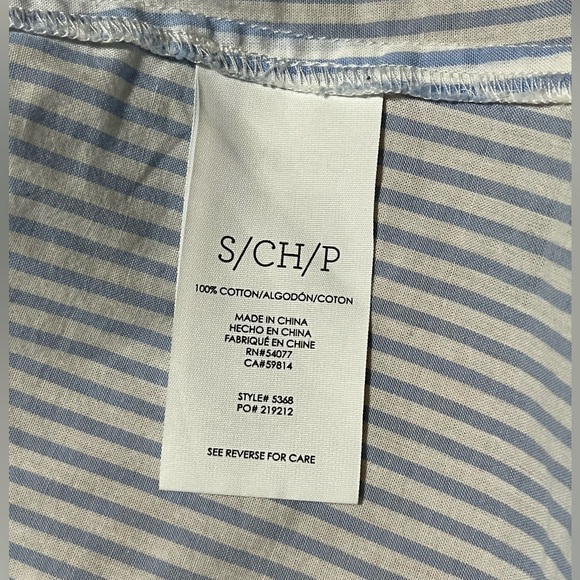 S/CH/P
100% COTTON/ALGODÓN/COTON
MADE IN CHINA
HECHO EN CHINA
FABRIQUÉ EN CHINE
RN#54077
CA#59814
STYLE# 5368
PO# 219212
SEE REVERSE FOR CARE